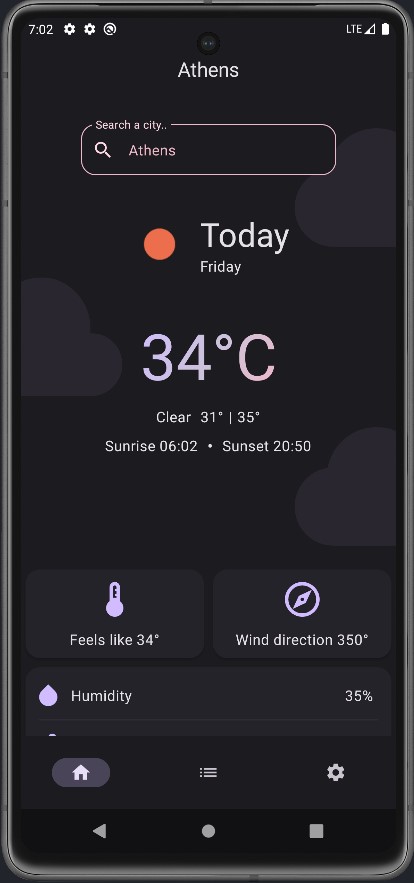 7:02 LTE
Athens
Search a city..
Athens
Today
Friday
34°C
Clear 31° | 35°
Sunrise 06:02 • Sunset 20:50
Feels like 34° Wind direction 350°
Humidity 35%